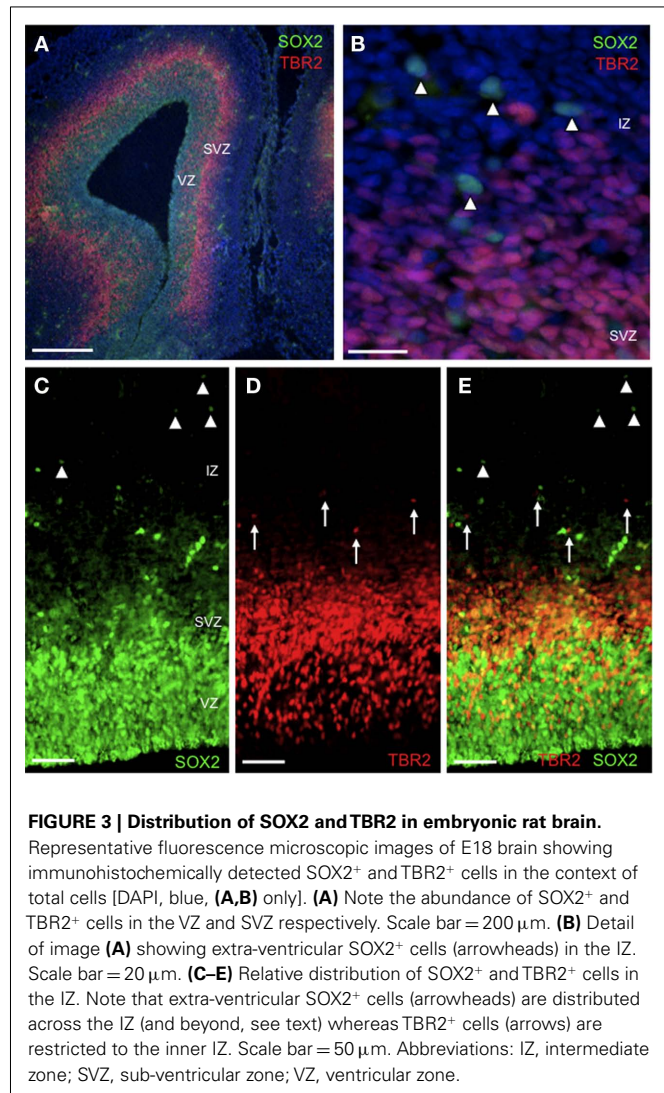 A
SOX2
TBR2
SVZ
VZ
B
SOX2
TBR2
IZ
SVZ
C
IZ
SVZ
VZ
SOX2
D
TBR2
E
TBR2 SOX2
FIGURE 3 | Distribution of SOX2 and TBR2 in embryonic rat brain.
Representative fluorescence microscopic images of E18 brain showing
immunohistochemically detected SOX2⁺ and TBR2⁺ cells in the context of
total cells [DAPI, blue, (A,B) only]. (A) Note the abundance of SOX2⁺ and
TBR2⁺ cells in the VZ and SVZ respectively. Scale bar = 200 μm. (B) Detail
of image (A) showing extra-ventricular SOX2⁺ cells (arrowheads) in the IZ.
Scale bar = 20 μm. (C–E) Relative distribution of SOX2⁺ and TBR2⁺ cells in
the IZ. Note that extra-ventricular SOX2⁺ cells (arrowheads) are distributed
across the IZ (and beyond, see text) whereas TBR2⁺ cells (arrows) are
restricted to the inner IZ. Scale bar = 50 μm. Abbreviations: IZ, intermediate
zone; SVZ, sub-ventricular zone; VZ, ventricular zone.